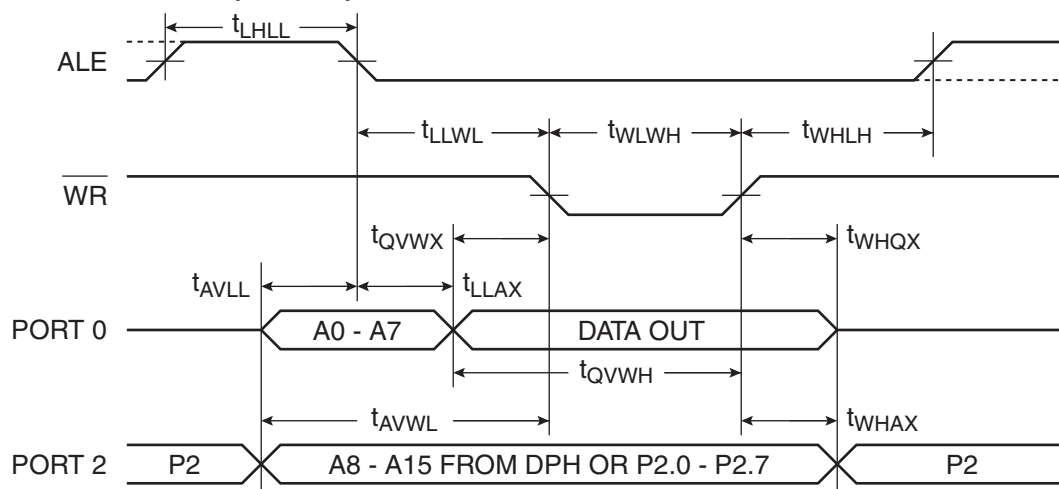 tLHLL
ALE
tLLWL tWLWH tWHLH
WR
tQVWX tWHQX
tAVLL tLLAX
PORT 0 A0 - A7 DATA OUT
tQVWH
tAVWL tWHAX
PORT 2 P2 A8 - A15 FROM DPH OR P2.0 - P2.7 P2